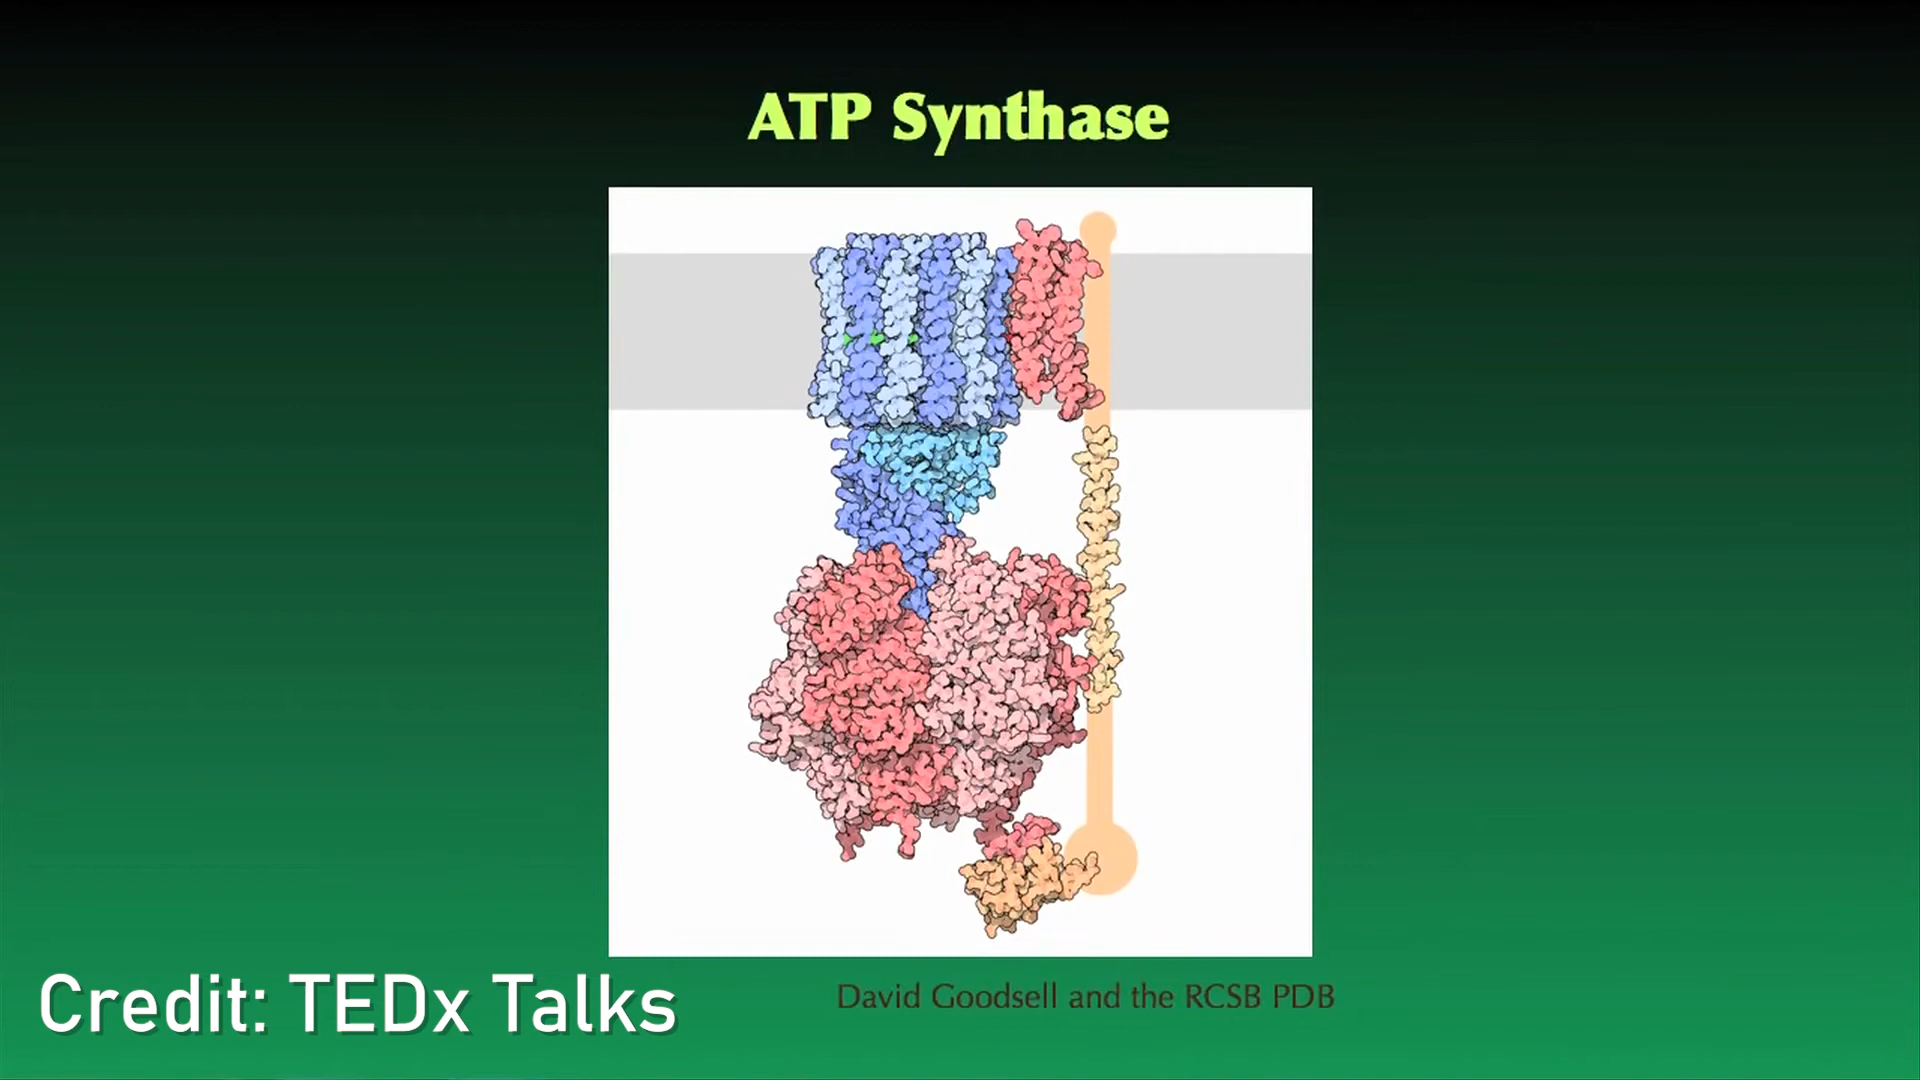 ATP Synthase
David Goodsell and the RCSB PDB
Credit: TEDx Talks